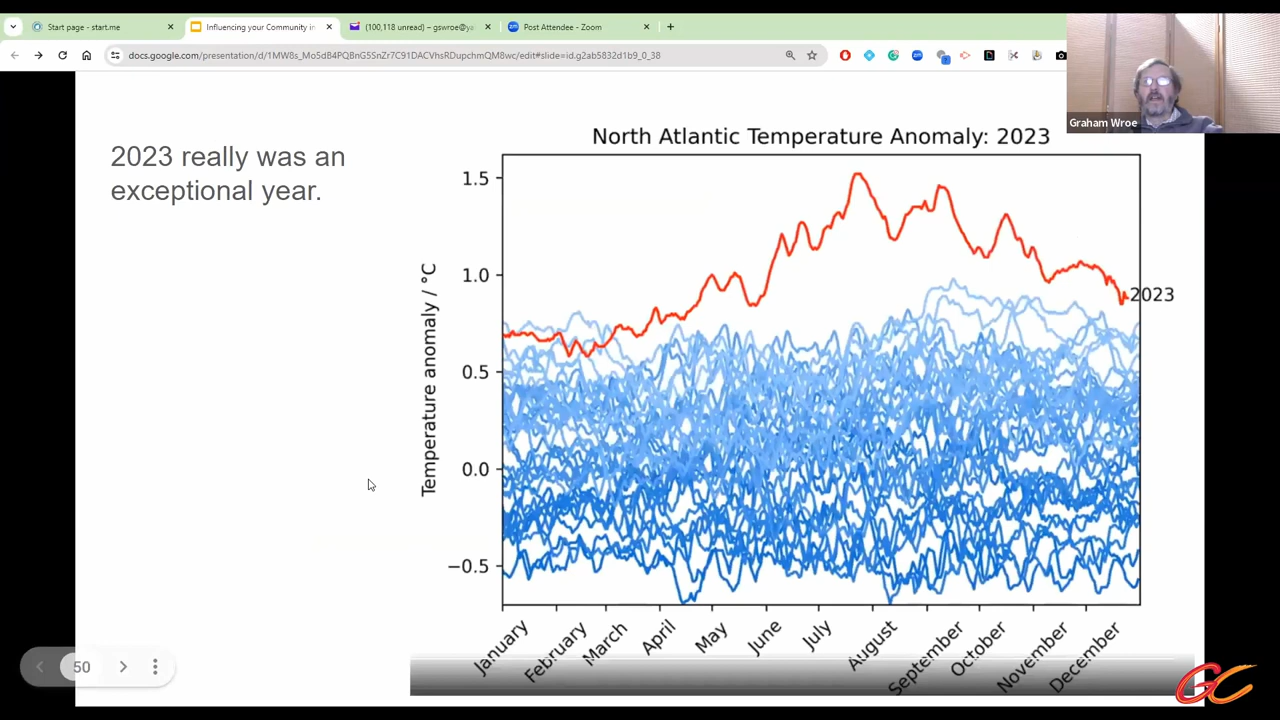 Start page - start.me
Influencing your Community in
(100,118 unread) – gswroe@ya
Post Attendee - Zoom
docs.google.com/presentation/d/1MW8s_Mo5dB4PQBnG5SnZr7C91DACVhsRDupchmQM8wc/edit#slide=id.g2ab5832d1b9_0_38
Graham Wroe
2023 really was an
exceptional year.
North Atlantic Temperature Anomaly: 2023
Temperature anomaly / °C
1.5
1.0
0.5
0.0
−0.5
2023
January
February
March
April
May
June
July
August
September
October
November
December
50
GC